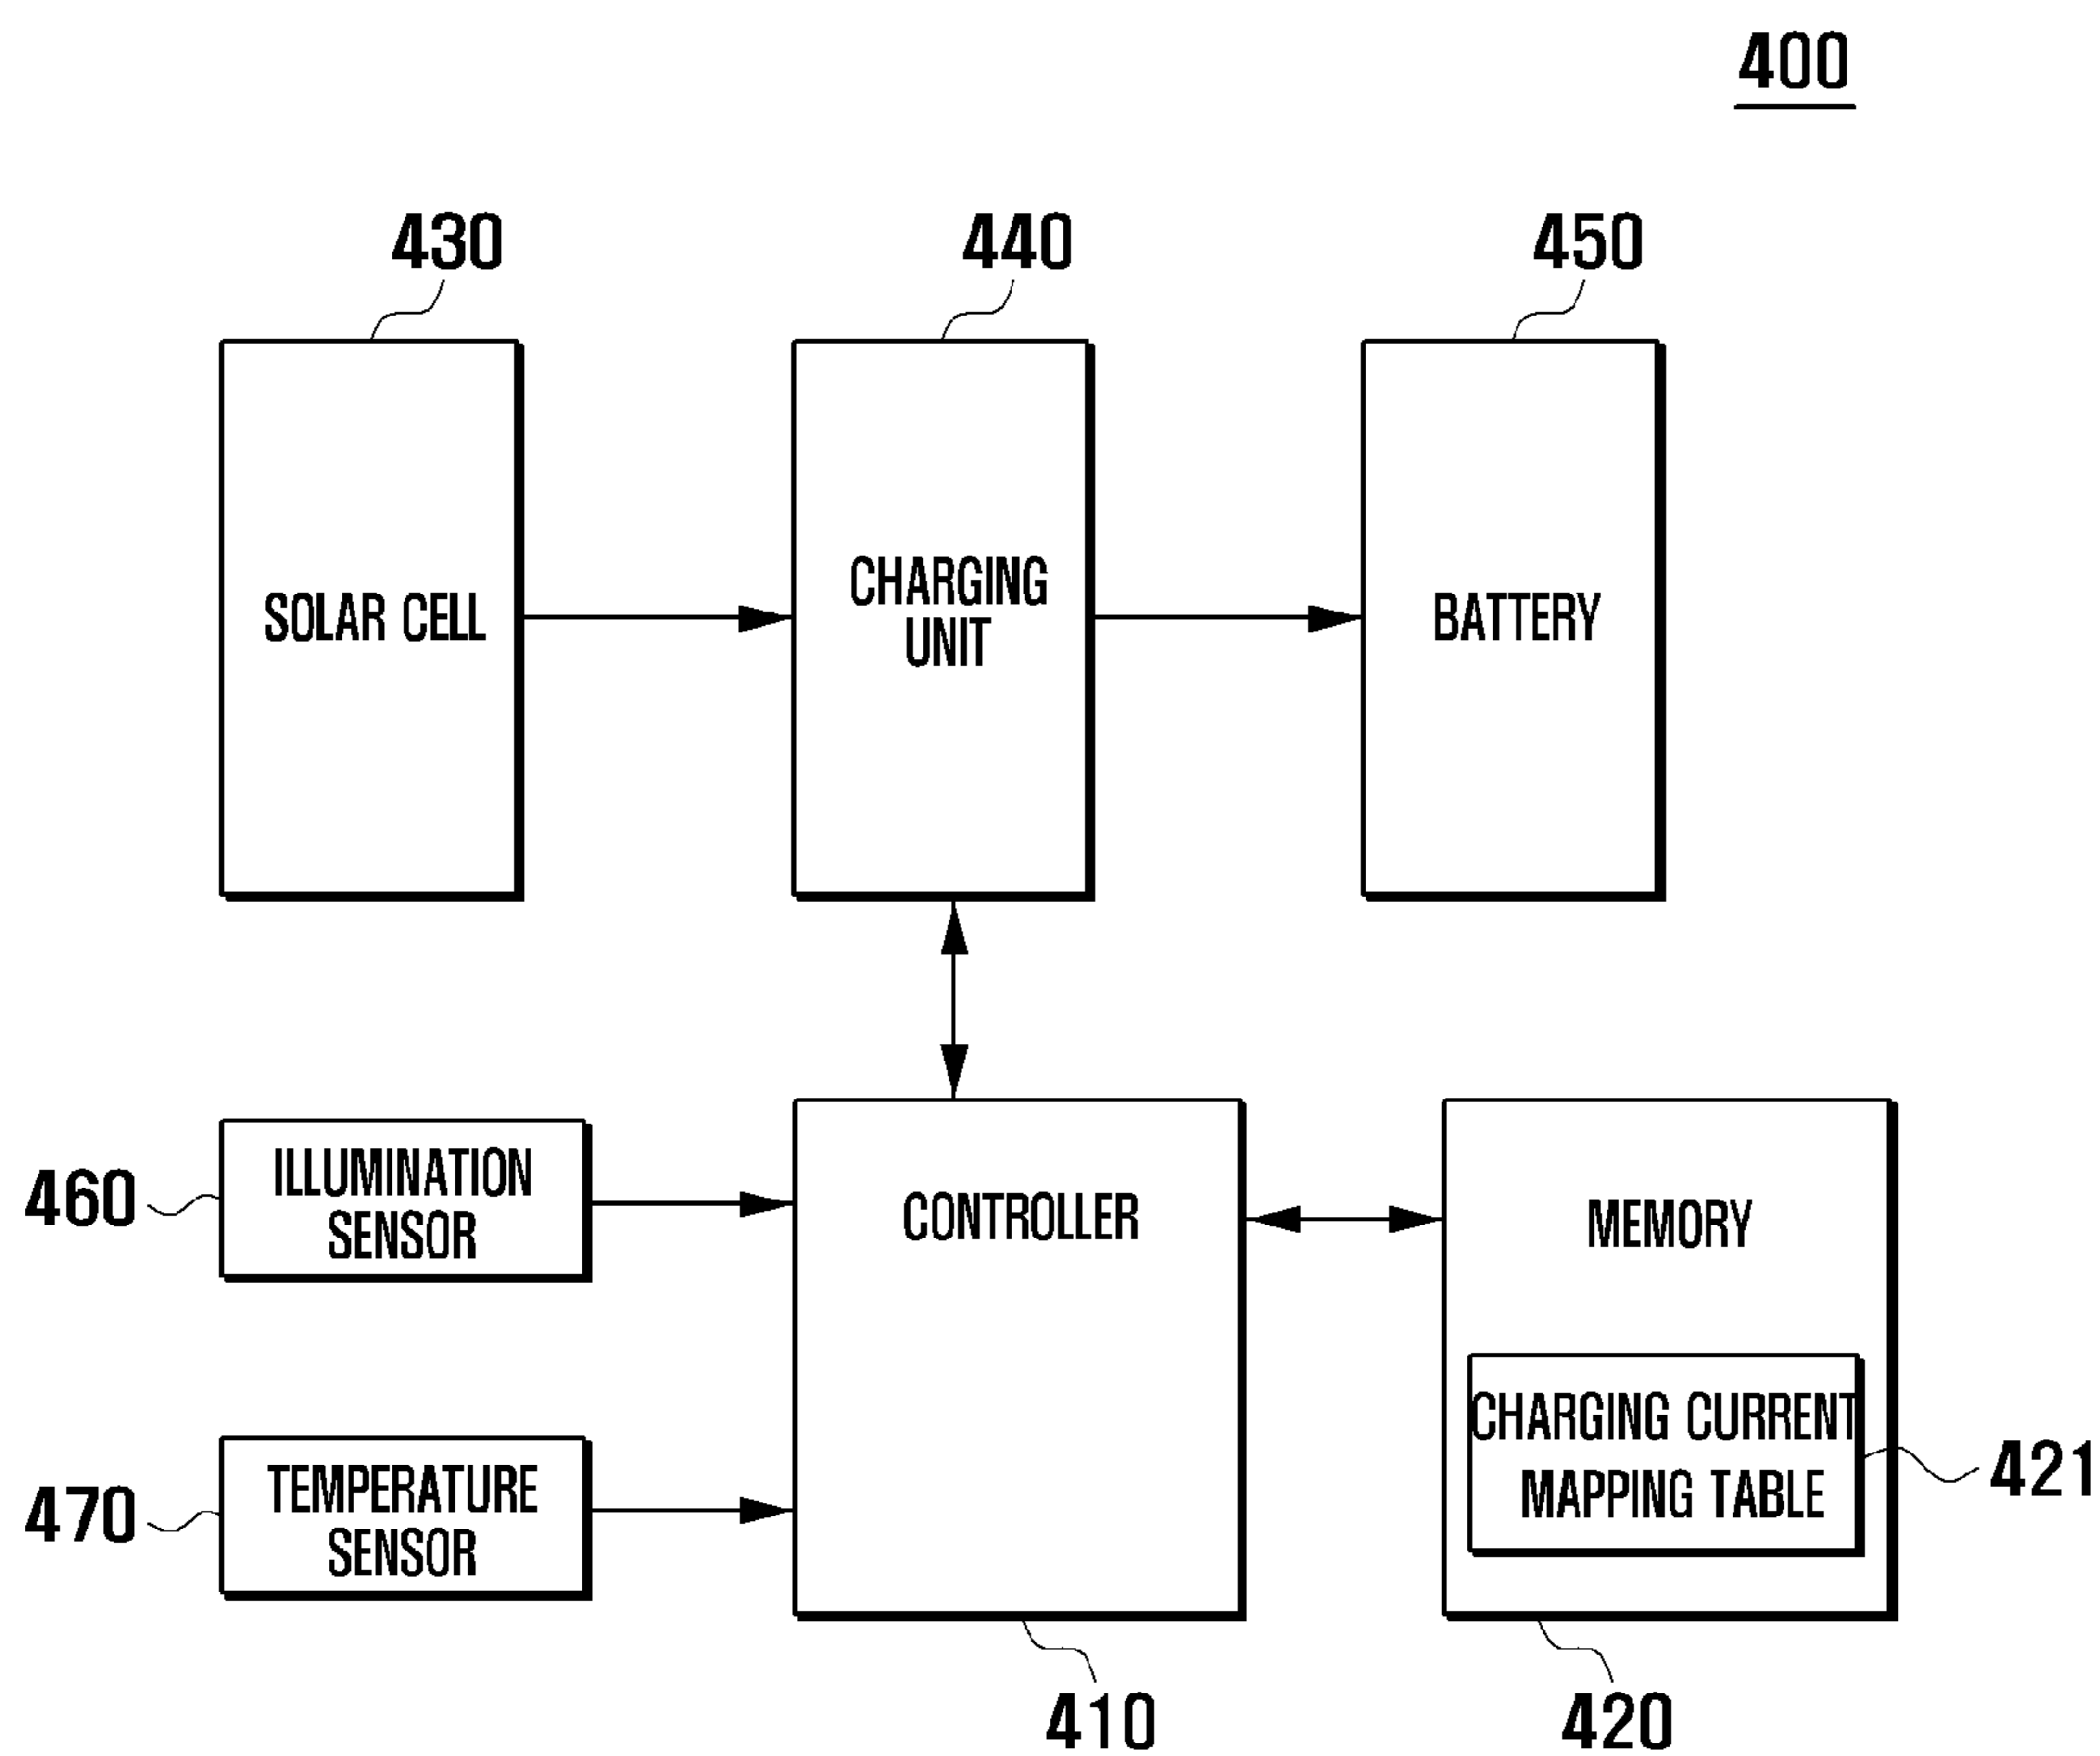 400
430
440
450
SOLAR CELL
CHARGING
UNIT
BATTERY
460
ILLUMINATION
SENSOR
CONTROLLER
MEMORY
CHARGING CURRENT
MAPPING TABLE
421
470
TEMPERATURE
SENSOR
410
420